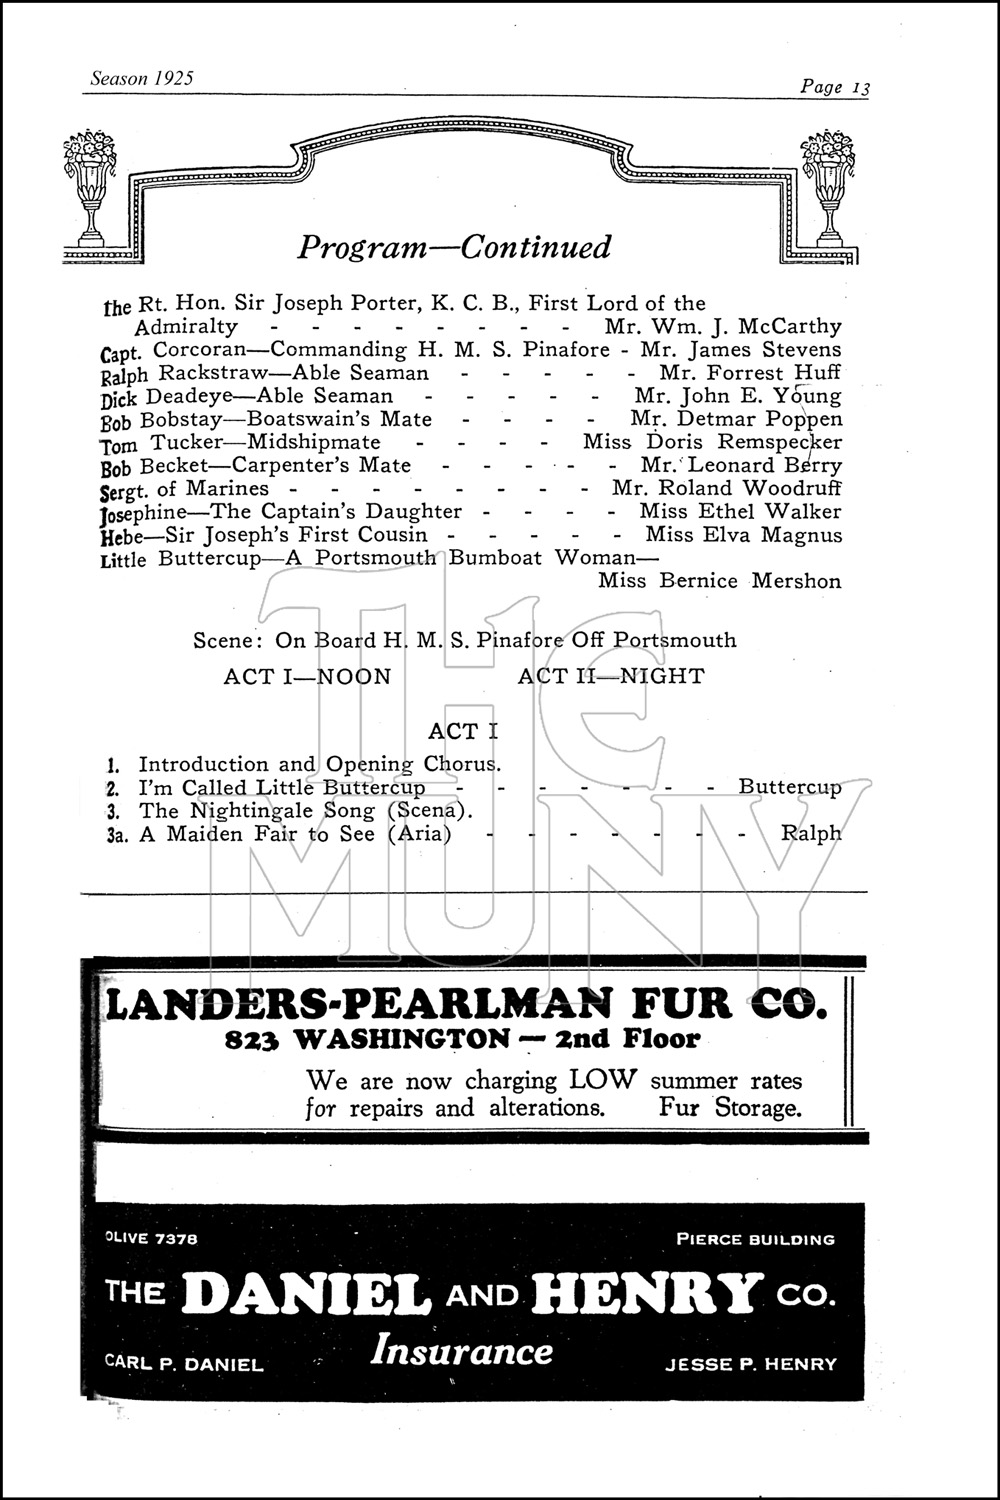 Season 1925
Page 13
Program—Continued
the Rt. Hon. Sir Joseph Porter, K. C. B., First Lord of the
Admiralty - - - - - - - - Mr. Wm. J. McCarthy
Capt. Corcoran—Commanding H. M. S. Pinafore - Mr. James Stevens
Ralph Rackstraw—Able Seaman - - - - - Mr. Forrest Huff
Dick Deadeye—Able Seaman - - - - - Mr. John E. Young
Bob Bobstay—Boatswain's Mate - - - - Mr. Detmar Poppen
Tom Tucker—Midshipmate - - - - Miss Doris Remspecker
Bob Becket—Carpenter's Mate - - - - - Mr. Leonard Berry
Sergt. of Marines - - - - - - - - Mr. Roland Woodruff
Josephine—The Captain's Daughter - - - - Miss Ethel Walker
Hebe—Sir Joseph's First Cousin - - - - - Miss Elva Magnus
Little Buttercup—A Portsmouth Bumboat Woman—
Miss Bernice Mershon
Scene: On Board H. M. S. Pinafore Off Portsmouth
ACT I—NOON ACT II—NIGHT
ACT I
1. Introduction and Opening Chorus.
2. I'm Called Little Buttercup - - - - - - - Buttercup
3. The Nightingale Song (Scena).
3a. A Maiden Fair to See (Aria) - - - - - - - Ralph
THE
MUNY
LANDERS-PEARLMAN FUR CO.
823 WASHINGTON — 2nd Floor
We are now charging LOW summer rates
for repairs and alterations. Fur Storage.
OLIVE 7378 PIERCE BUILDING
THE DANIEL AND HENRY CO.
Insurance
CARL P. DANIEL JESSE P. HENRY